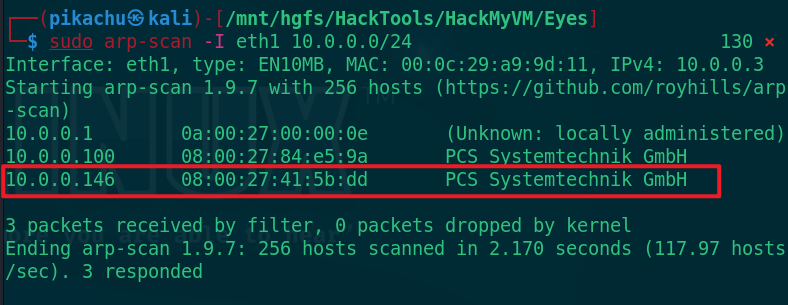 ┌──(pikachu㉿kali)-[/mnt/hgfs/HackTools/HackMyVM/Eyes]
└─$ sudo arp-scan -I eth1 10.0.0.0/24 130 ⨯
Interface: eth1, type: EN10MB, MAC: 00:0c:29:a9:9d:11, IPv4: 10.0.0.3
Starting arp-scan 1.9.7 with 256 hosts (https://github.com/royhills/arp
-scan)
10.0.0.1 0a:00:27:00:00:0e (Unknown: locally administered)
10.0.0.100 08:00:27:84:e5:9a PCS Systemtechnik GmbH
10.0.0.146 08:00:27:41:5b:dd PCS Systemtechnik GmbH
3 packets received by filter, 0 packets dropped by kernel
Ending arp-scan 1.9.7: 256 hosts scanned in 2.170 seconds (117.97 hosts
/sec). 3 responded